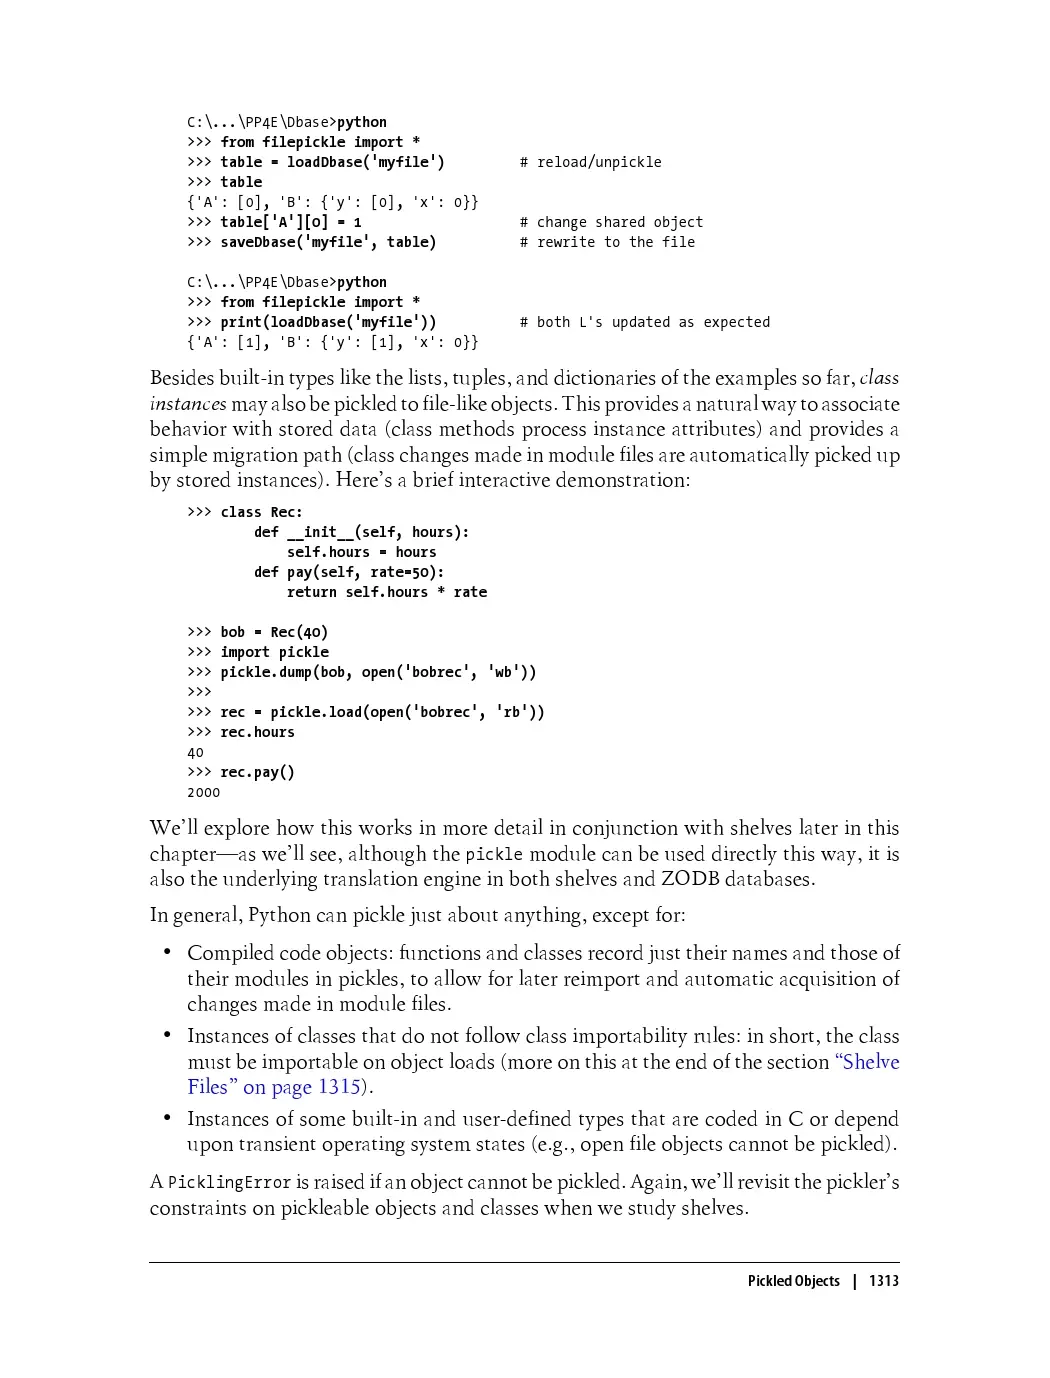 C:\...\PP4E\Dbase>python
>>> from filepickle import *
>>> table = loadDbase('myfile')         # reload/unpickle
>>> table
{'A': [0], 'B': {'y': [0], 'x': 0}}
>>> table['A'][0] = 1                   # change shared object
>>> saveDbase('myfile', table)          # rewrite to the file
C:\...\PP4E\Dbase>python
>>> from filepickle import *
>>> print(loadDbase('myfile'))          # both L's updated as expected
{'A': [1], 'B': {'y': [1], 'x': 0}}
Besides built-in types like the lists, tuples, and dictionaries of the examples so far, class
instances may also be pickled to file-like objects. This provides a natural way to associate
behavior with stored data (class methods process instance attributes) and provides a
simple migration path (class changes made in module files are automatically picked up
by stored instances). Here’s a brief interactive demonstration:
>>> class Rec:
        def __init__(self, hours):
            self.hours = hours
        def pay(self, rate=50):
            return self.hours * rate
>>> bob = Rec(40)
>>> import pickle
>>> pickle.dump(bob, open('bobrec', 'wb'))
>>>
>>> rec = pickle.load(open('bobrec', 'rb'))
>>> rec.hours
40
>>> rec.pay()
2000
We’ll explore how this works in more detail in conjunction with shelves later in this
chapter—as we’ll see, although the pickle module can be used directly this way, it is
also the underlying translation engine in both shelves and ZODB databases.
In general, Python can pickle just about anything, except for:
• Compiled code objects: functions and classes record just their names and those of
their modules in pickles, to allow for later reimport and automatic acquisition of
changes made in module files.
• Instances of classes that do not follow class importability rules: in short, the class
must be importable on object loads (more on this at the end of the section “Shelve
Files” on page 1315).
• Instances of some built-in and user-defined types that are coded in C or depend
upon transient operating system states (e.g., open file objects cannot be pickled).
A PicklingError is raised if an object cannot be pickled. Again, we’ll revisit the pickler’s
constraints on pickleable objects and classes when we study shelves.
Pickled Objects | 1313